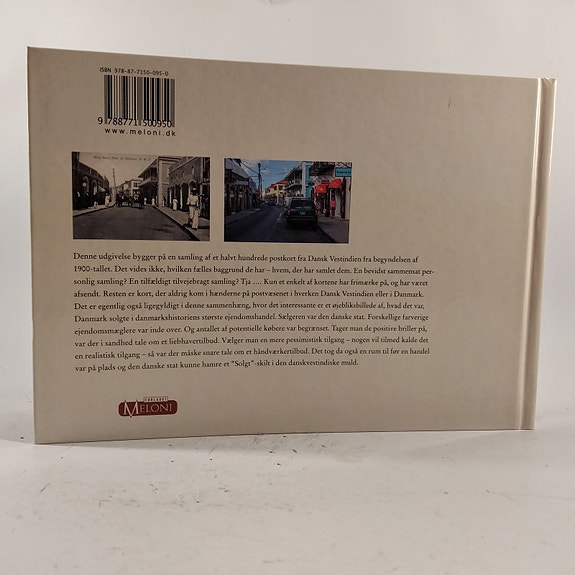 ISBN 978-87-7150-095-0
9 788771 500950
www.meloni.dk
Denne udgivelse bygger på en samling af et halvt hundrede postkort fra Dansk Vestindien fra begyndelsen af
1900-tallet. Det vides ikke, hvilken fælles baggrund de har – hvem, der har samlet dem. En bevidst sammensat per-
sonlig samling? En tilfældigt tilvejebragt samling? Tja .... Kun et enkelt af kortene har frimærke på, og har været
afsendt. Resten er kort, der aldrig kom i hænderne på postvæsenet i hverken Dansk Vestindien eller i Danmark.
Det er egentlig også ligegyldigt i denne sammenhæng, hvor det interessante er et øjebliksbillede af, hvad det var,
Danmark solgte i danmarkshistoriens største ejendomshandel. Sælgeren var den danske stat. Forskellige farverige
ejendomsmæglere var inde over. Og antallet af potentielle købere var begrænset. Tager man de positive briller på,
var der i sandhed tale om et liebhavertilbud. Vælger man en mere pessimistisk tilgang – nogen vil tilmed kalde det
en realistisk tilgang – så var der måske snare tale om et håndværkertilbud. Det tog da også en rum tid før en handel
var på plads og den danske stat kunne hamre et "Solgt"-skilt i den danskvestindiske muld.
FORLAGET
MELONI